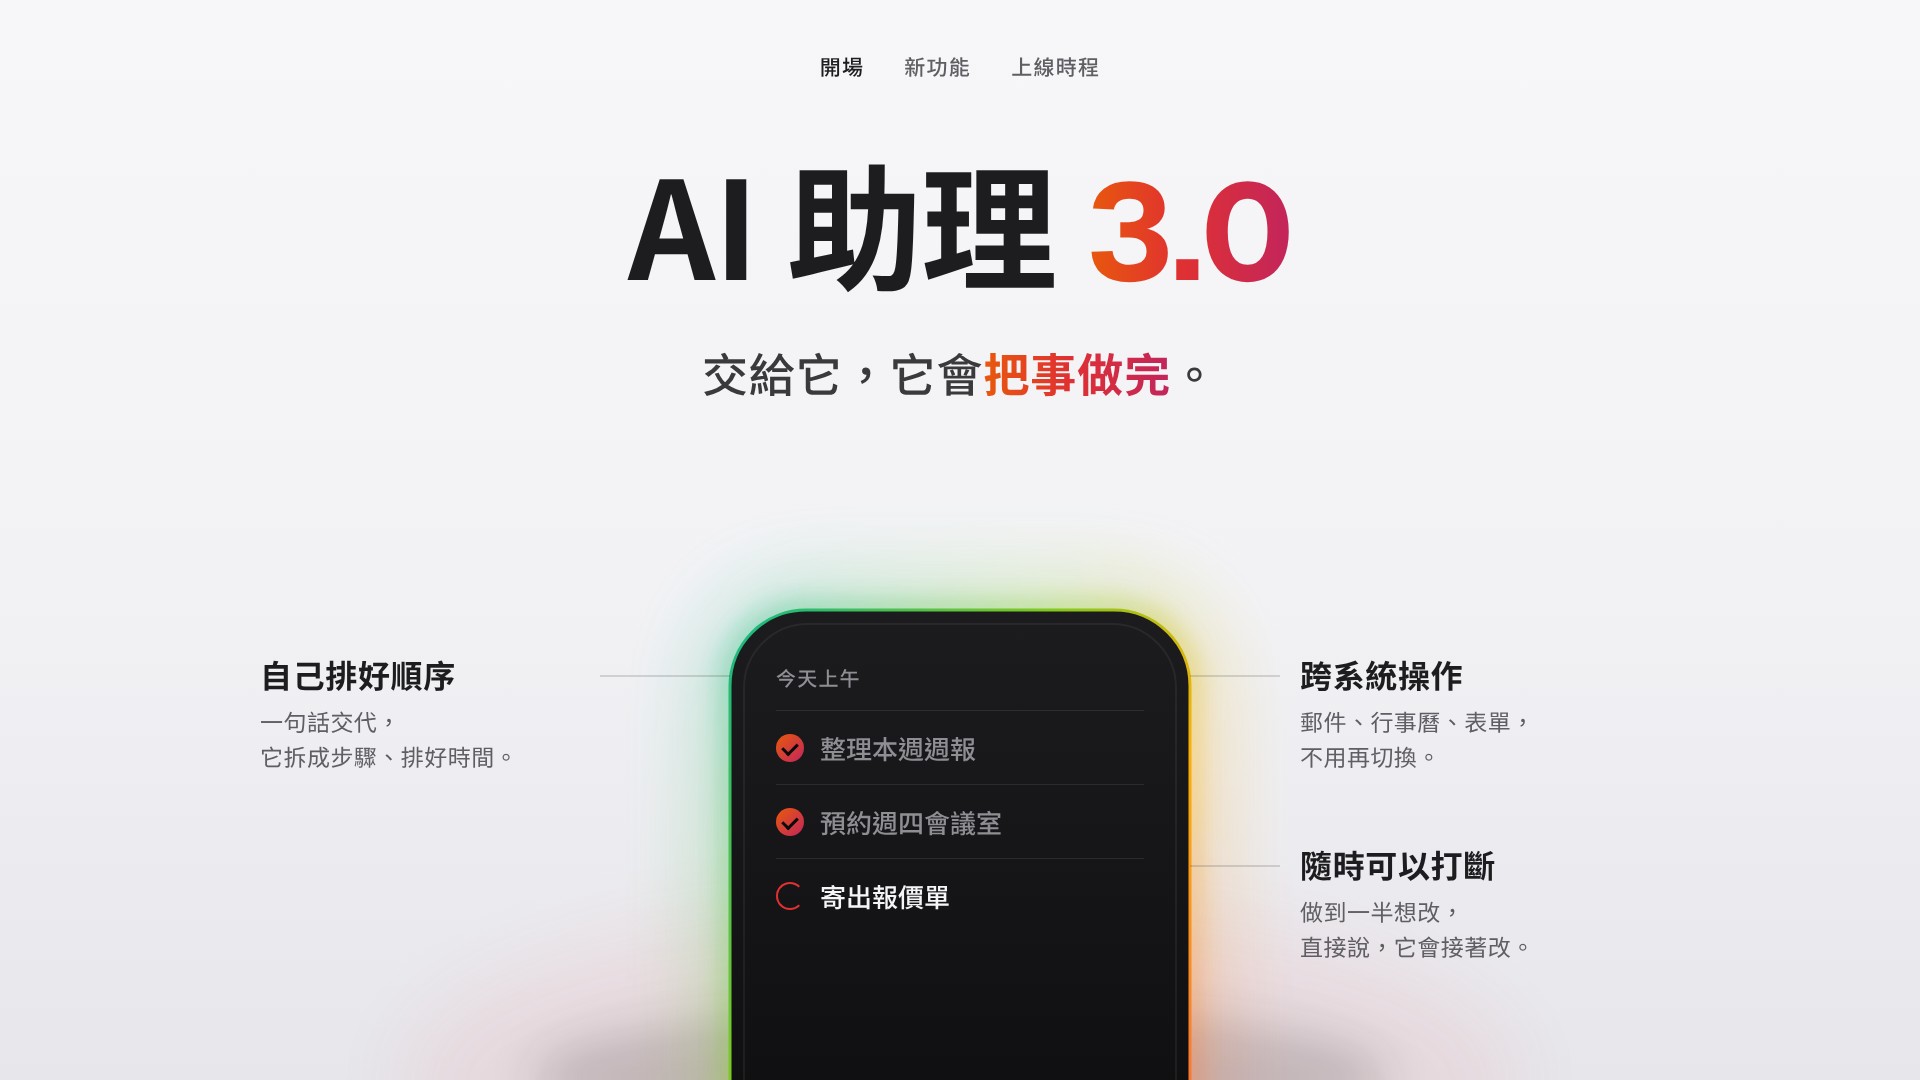 開場 新功能 上線時程
AI 助理 3.0
交給它，它會把事做完。
自己排好順序
一句話交代，
它拆成步驟、排好時間。
今天上午
整理本週週報
預約週四會議室
寄出報價單
跨系統操作
郵件、行事曆、表單，
不用再切換。
隨時可以打斷
做到一半想改，
直接說，它會接著改。